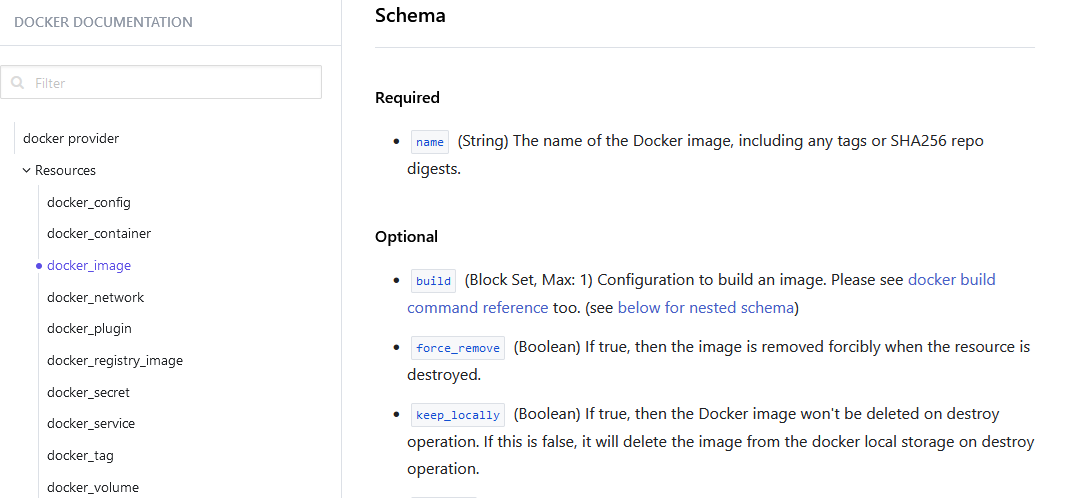 DOCKER DOCUMENTATION
Filter
docker provider
Resources
docker_config
docker_container
docker_image
docker_network
docker_plugin
docker_registry_image
docker_secret
docker_service
docker_tag
docker_volume
Schema
Required
name (String) The name of the Docker image, including any tags or SHA256 repo
digests.
Optional
build (Block Set, Max: 1) Configuration to build an image. Please see docker build
command reference too. (see below for nested schema)
force_remove (Boolean) If true, then the image is removed forcibly when the resource is
destroyed.
keep_locally (Boolean) If true, then the Docker image won't be deleted on destroy
operation. If this is false, it will delete the image from the docker local storage on destroy
operation.